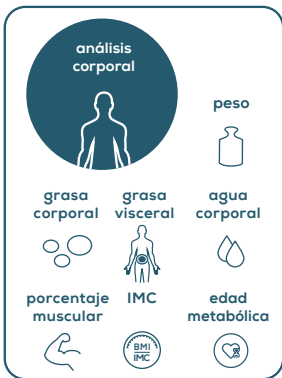 análisis
corporal
peso
grasa
corporal
grasa
visceral
agua
corporal
porcentaje
muscular
IMC
edad
metabólica
BMI
IMC